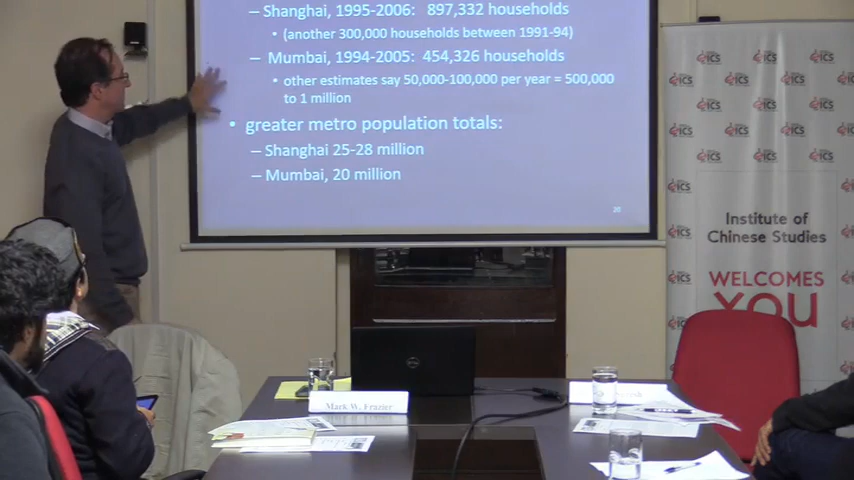 – Shanghai, 1995-2006: 897,332 households
• (another 300,000 households between 1991-94)
– Mumbai, 1994-2005: 454,326 households
• other estimates say 50,000-100,000 per year = 500,000
to 1 million
• greater metro population totals:
– Shanghai 25-28 million
– Mumbai, 20 million
20
Institute of
Chinese Studies
WELCOMES
YOU
ICS
Mark W. Frazier
DELL